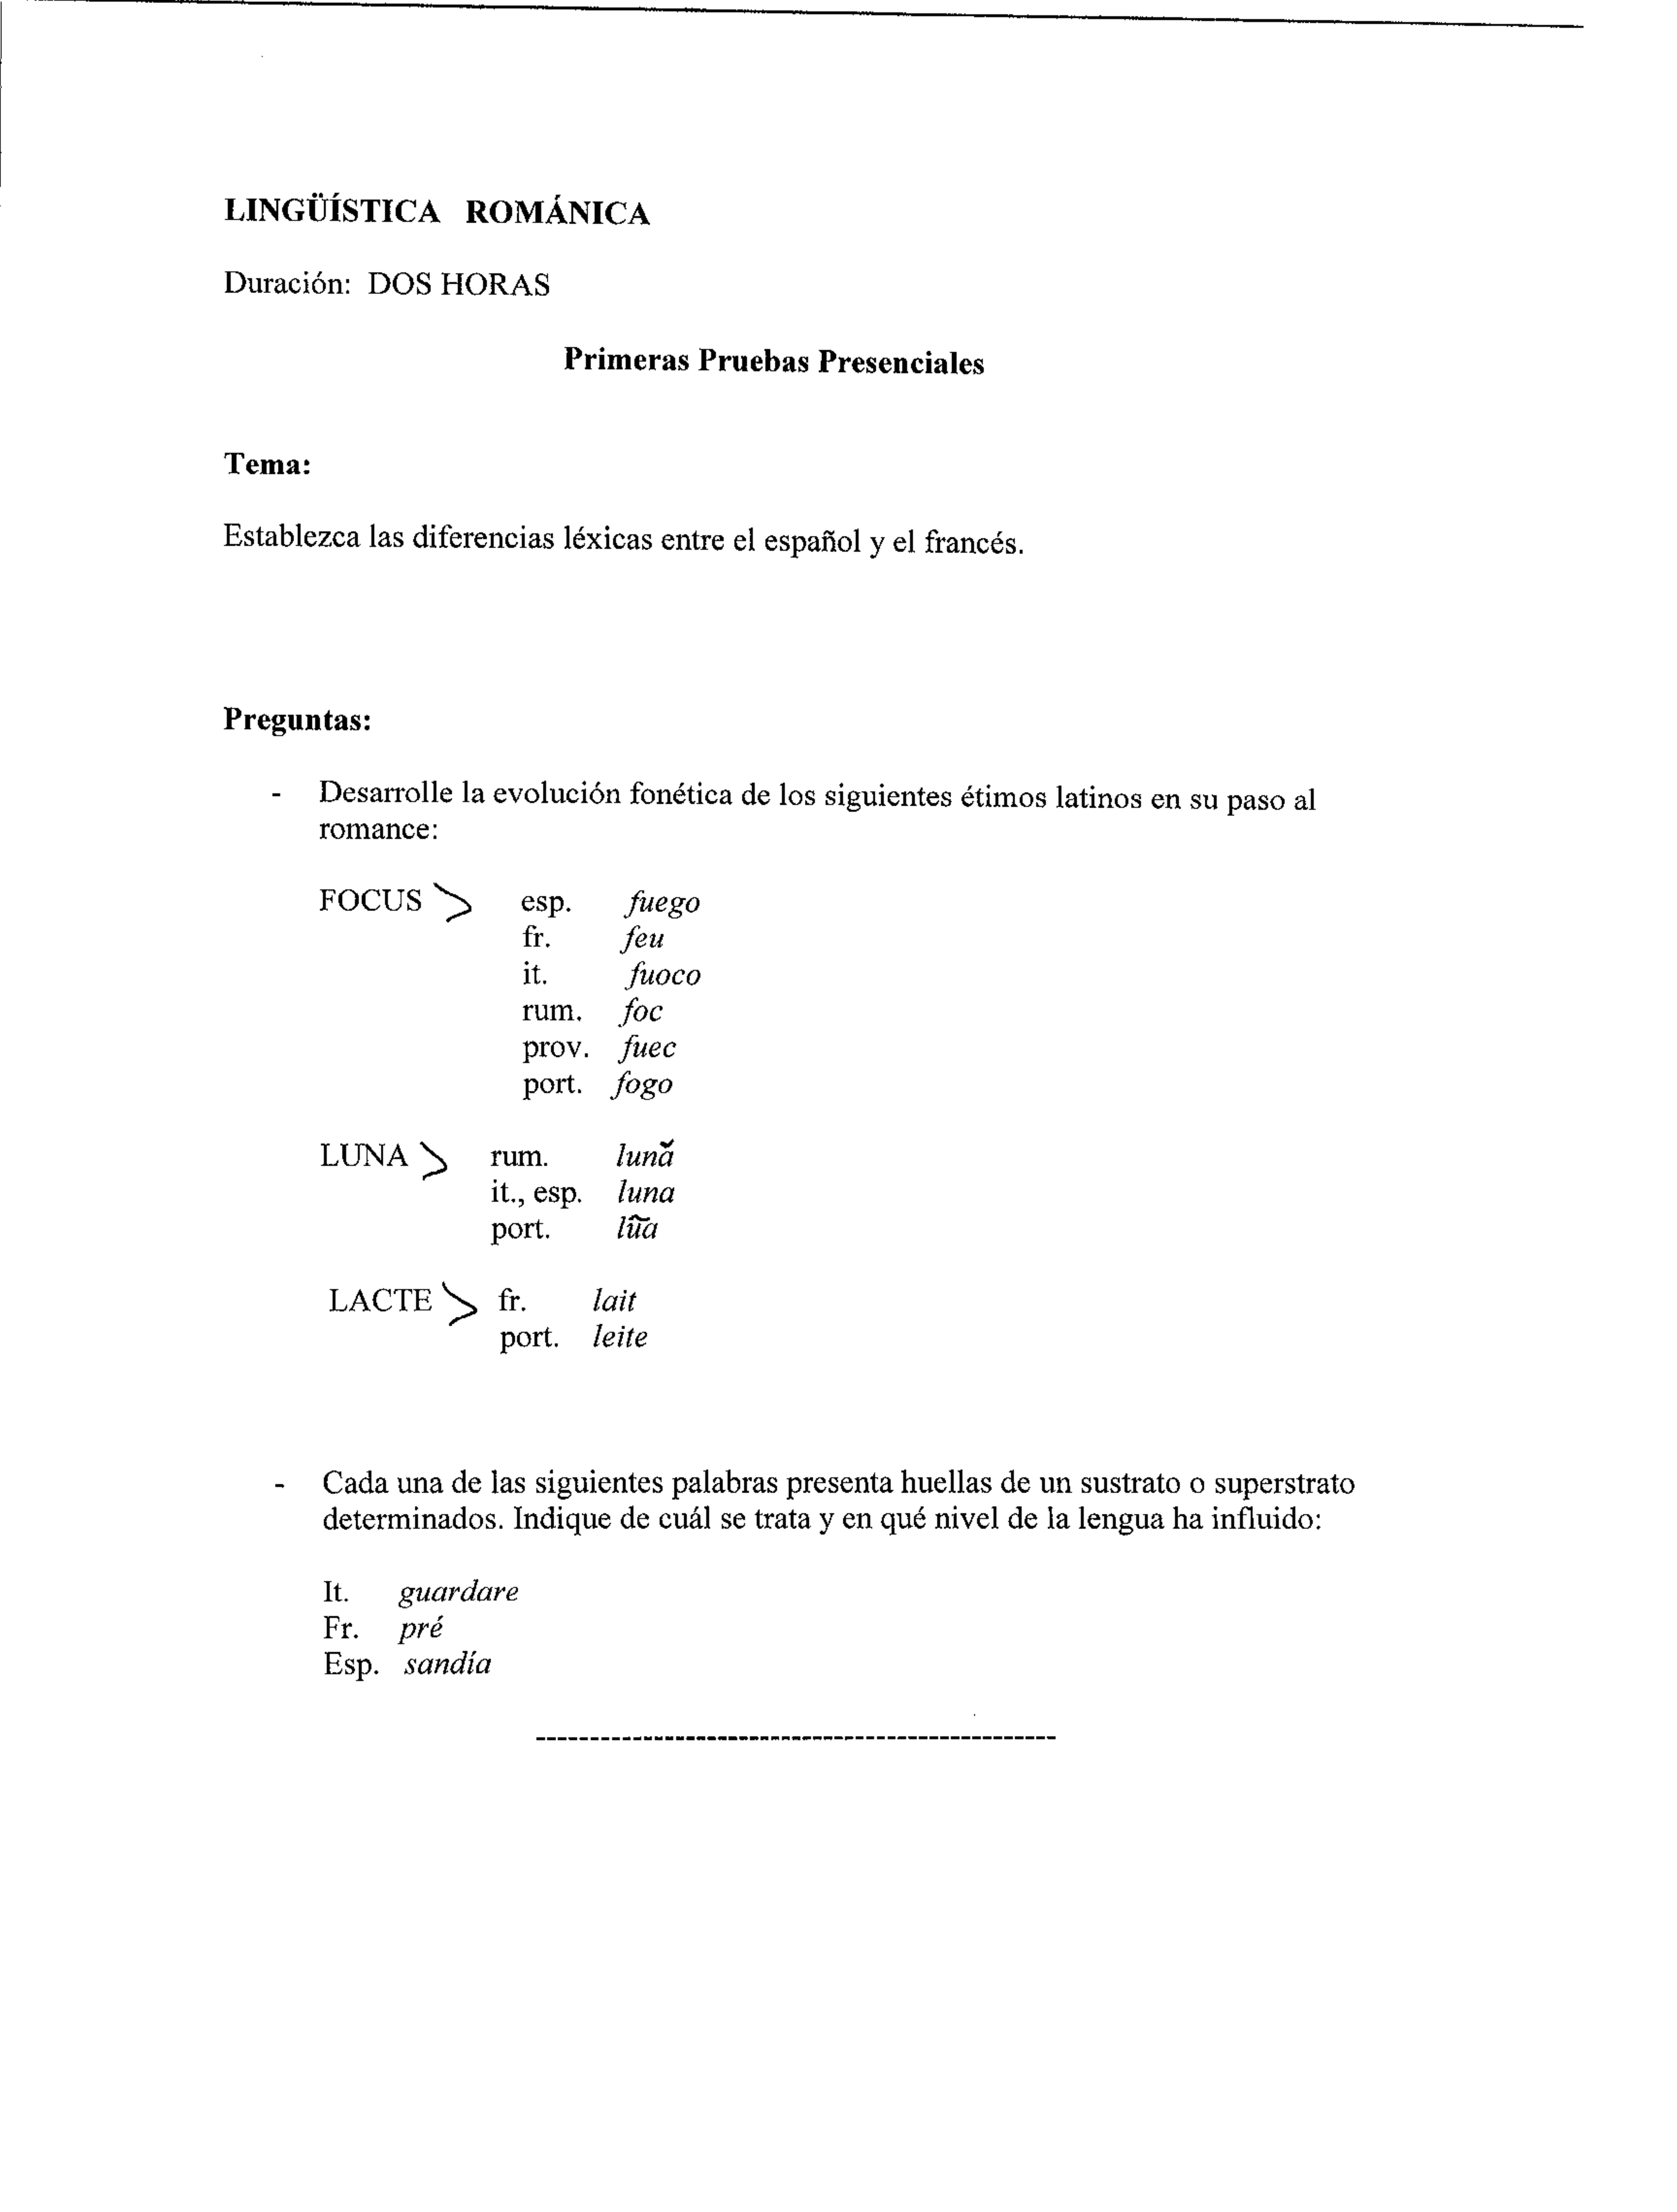 LINGÜÍSTICA ROMÁNICA
Duración: DOS HORAS
Primeras Pruebas Presenciales
Tema:
Establezca las diferencias léxicas entre el español y el francés.
Preguntas:
- Desarrolle la evolución fonética de los siguientes étimos latinos en su paso al
romance:
FOCUS > esp. fuego
fr. feu
it. fuoco
rum. foc
prov. fuec
port. fogo
LUNA > rum. lună
it., esp. luna
port. lũa
LACTE > fr. lait
port. leite
- Cada una de las siguientes palabras presenta huellas de un sustrato o superstrato
determinados. Indique de cuál se trata y en qué nivel de la lengua ha influido:
It. guardare
Fr. pré
Esp. sandía
------------------------------------------------